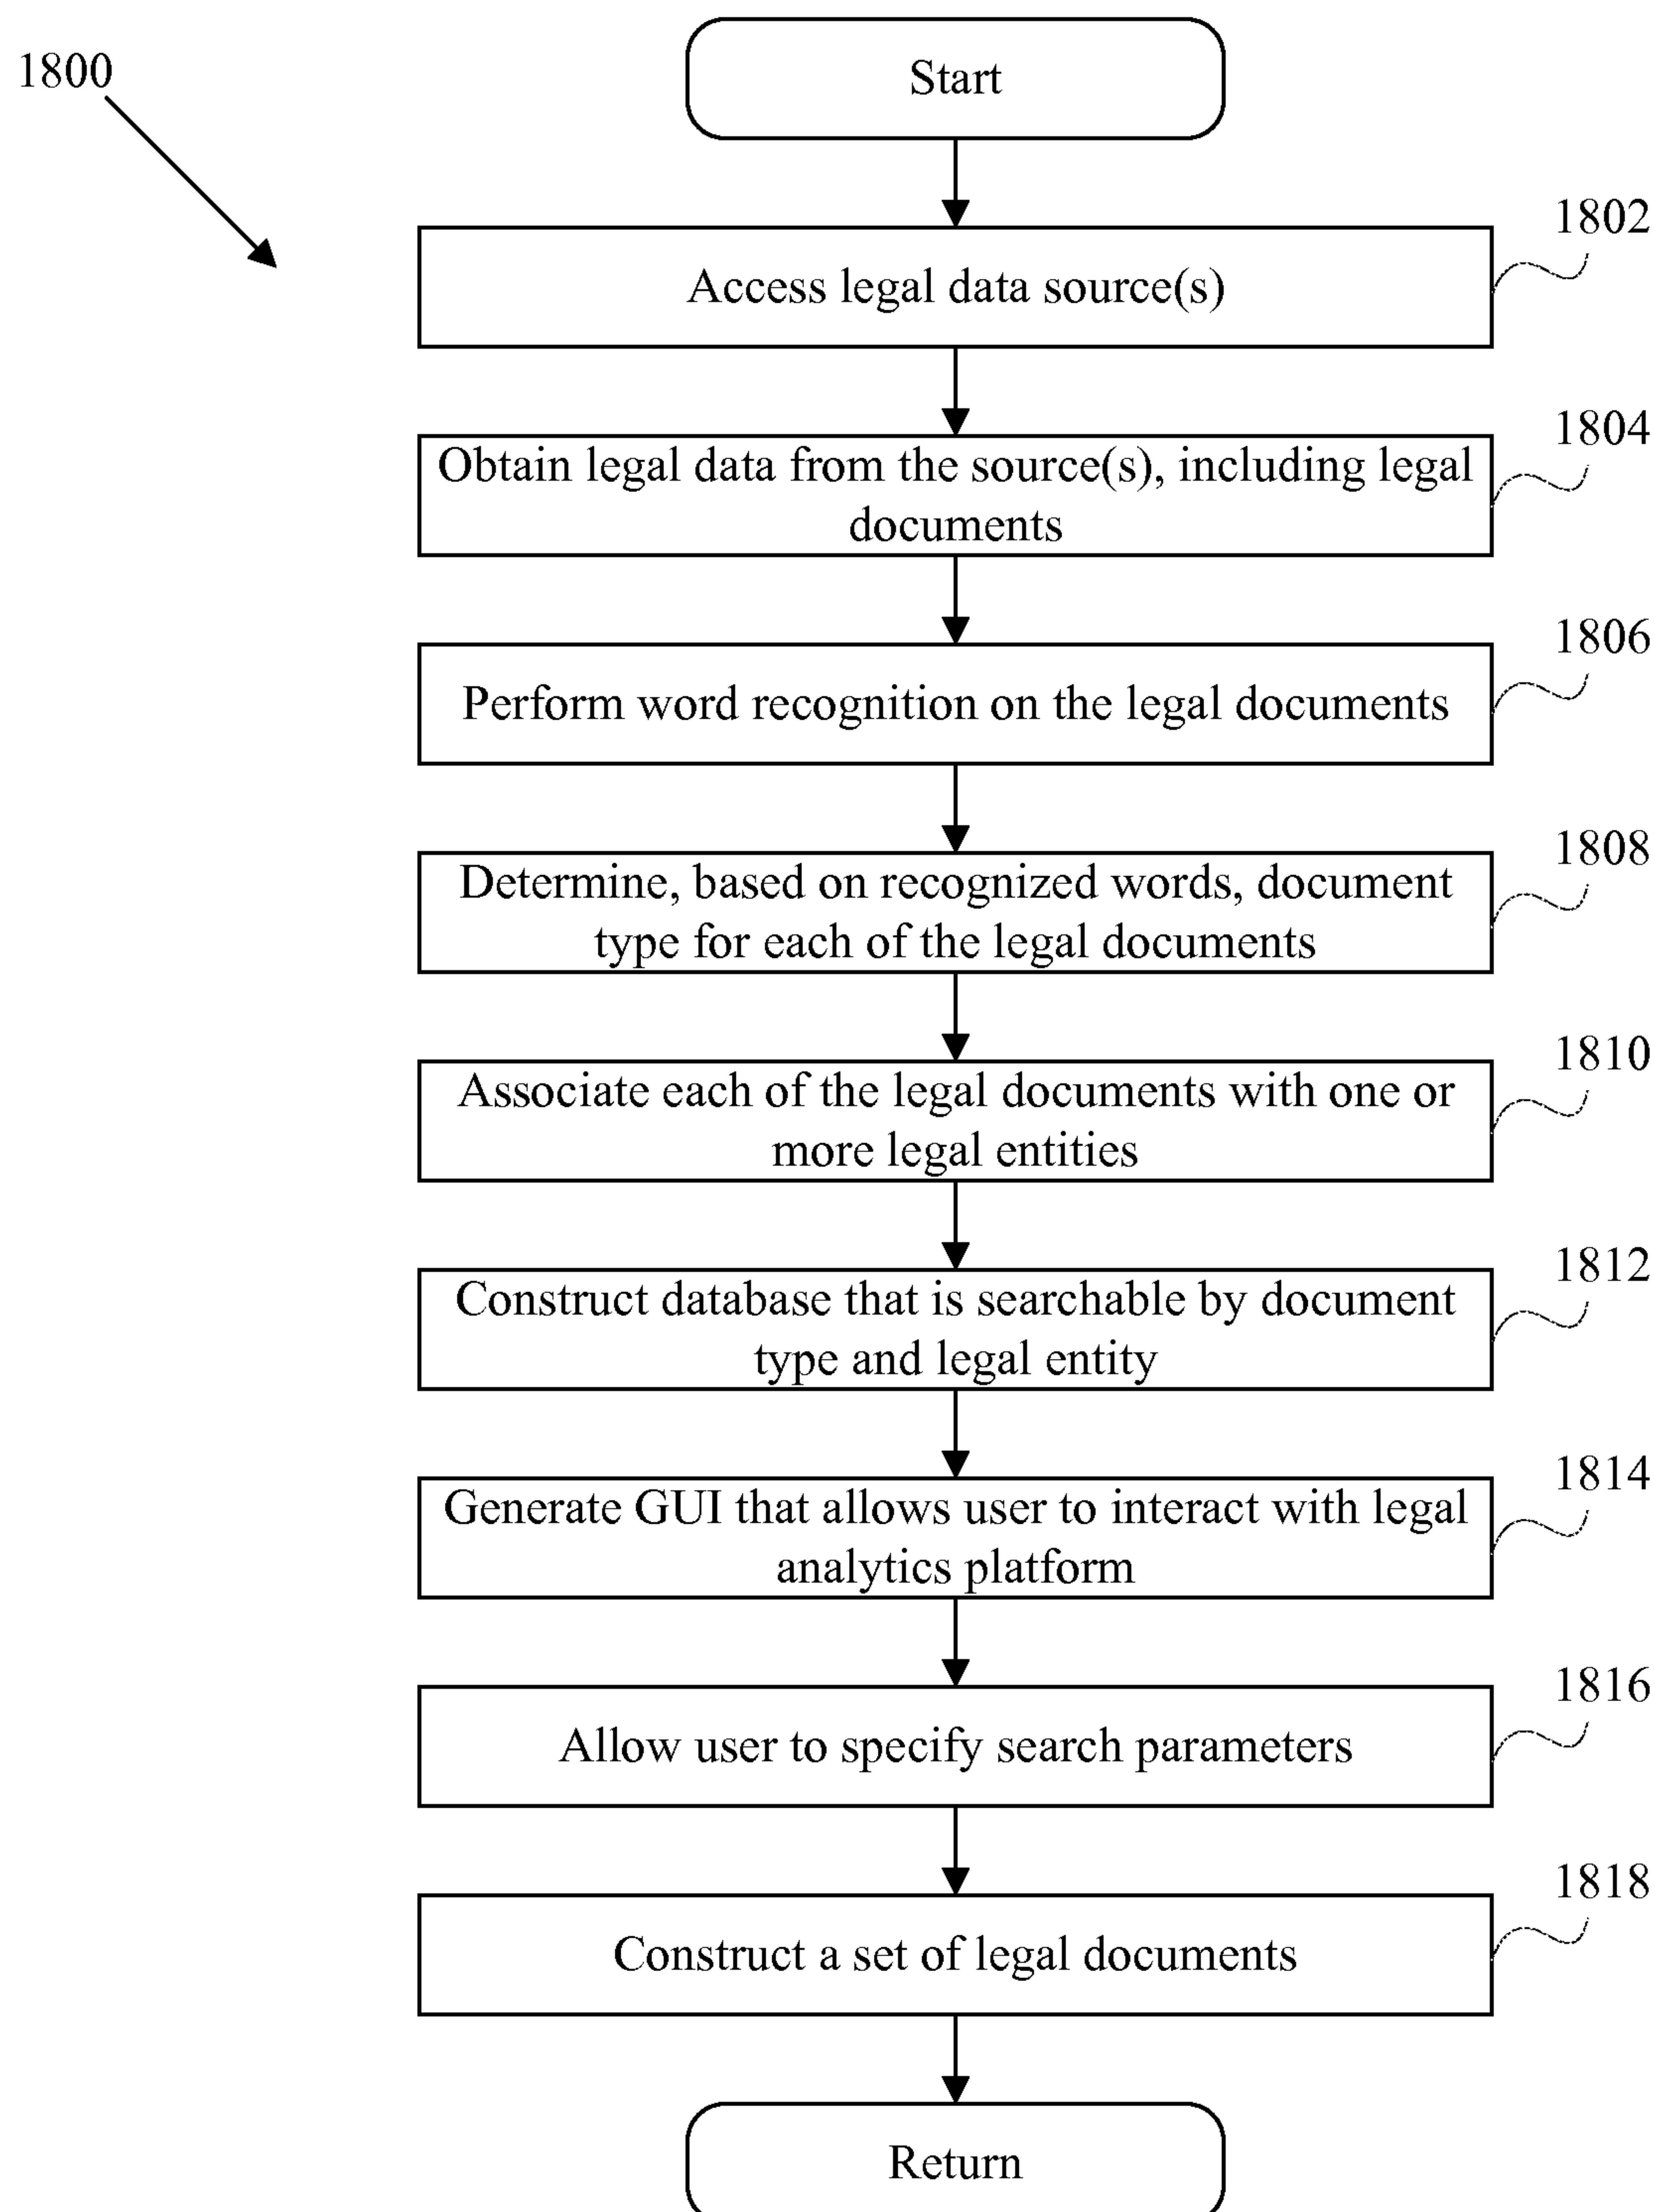 1800
Start
1802
Access legal data source(s)
1804
Obtain legal data from the source(s), including legal
documents
1806
Perform word recognition on the legal documents
1808
Determine, based on recognized words, document
type for each of the legal documents
1810
Associate each of the legal documents with one or
more legal entities
1812
Construct database that is searchable by document
type and legal entity
1814
Generate GUI that allows user to interact with legal
analytics platform
1816
Allow user to specify search parameters
1818
Construct a set of legal documents
Return